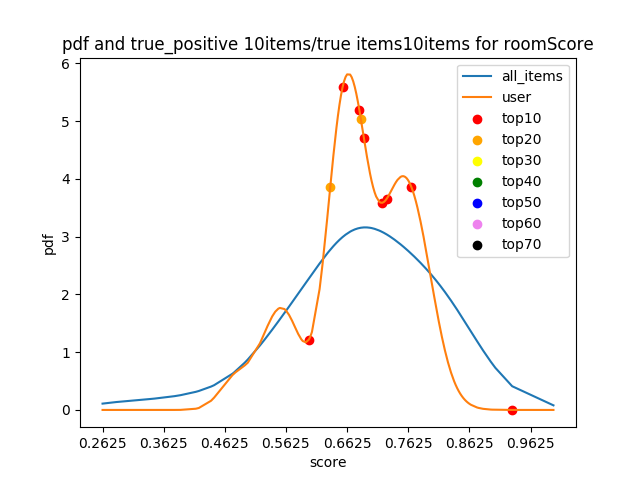 pdf and true_positive 10items/true items10items for roomScore
all_items
user
top10
top20
top30
top40
top50
top60
top70
pdf
6
5
4
3
2
1
0
0.2625 0.3625 0.4625 0.5625 0.6625 0.7625 0.8625 0.9625
score